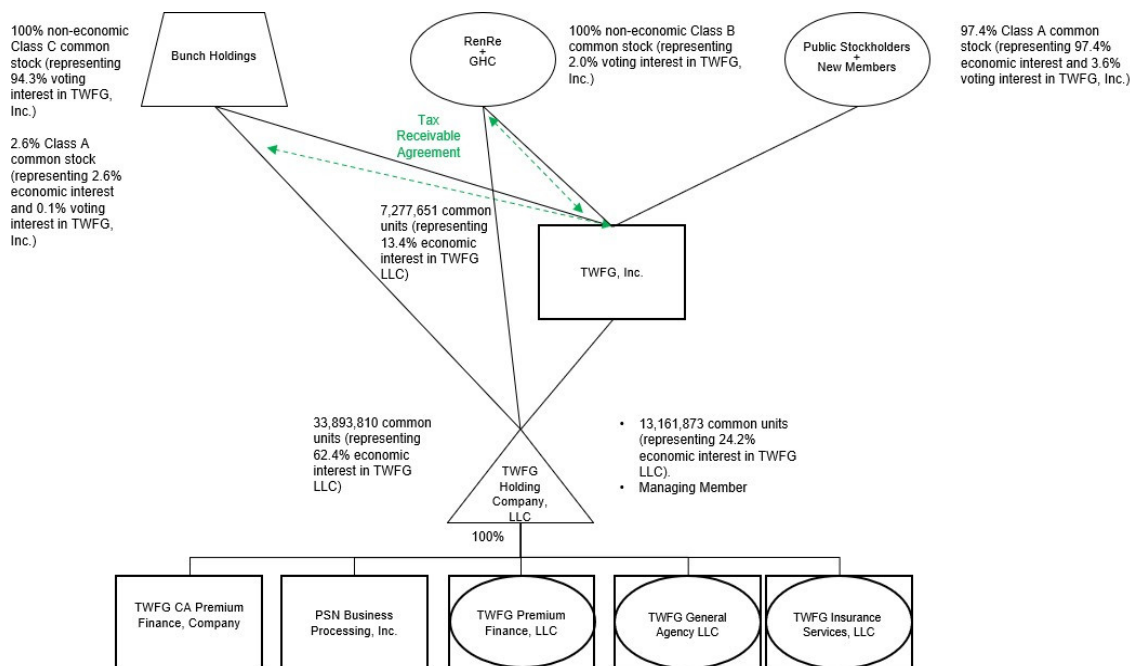 100% non-economic
Class C common
stock (representing
94.3% voting
interest in TWFG,
Inc.)
2.6% Class A
common stock
(representing 2.6%
economic interest
and 0.1% voting
interest in TWFG,
Inc.)
Bunch Holdings
RenRe
+
GHC
100% non-economic Class B
common stock (representing
2.0% voting interest in TWFG,
Inc.)
Public Stockholders
+
New Members
97.4% Class A common
stock (representing 97.4%
economic interest and 3.6%
voting interest in TWFG, Inc.)
Tax
Receivable
Agreement
7,277,651 common
units (representing
13.4% economic
interest in TWFG
LLC)
TWFG, Inc.
33,893,810 common
units (representing
62.4% economic
interest in TWFG
LLC)
• 13,161,873 common units
(representing 24.2%
economic interest in TWFG
LLC).
• Managing Member
TWFG
Holding
Company,
LLC
100%
TWFG CA Premium
Finance, Company
PSN Business
Processing, Inc.
TWFG Premium
Finance, LLC
TWFG General
Agency LLC
TWFG Insurance
Services, LLC